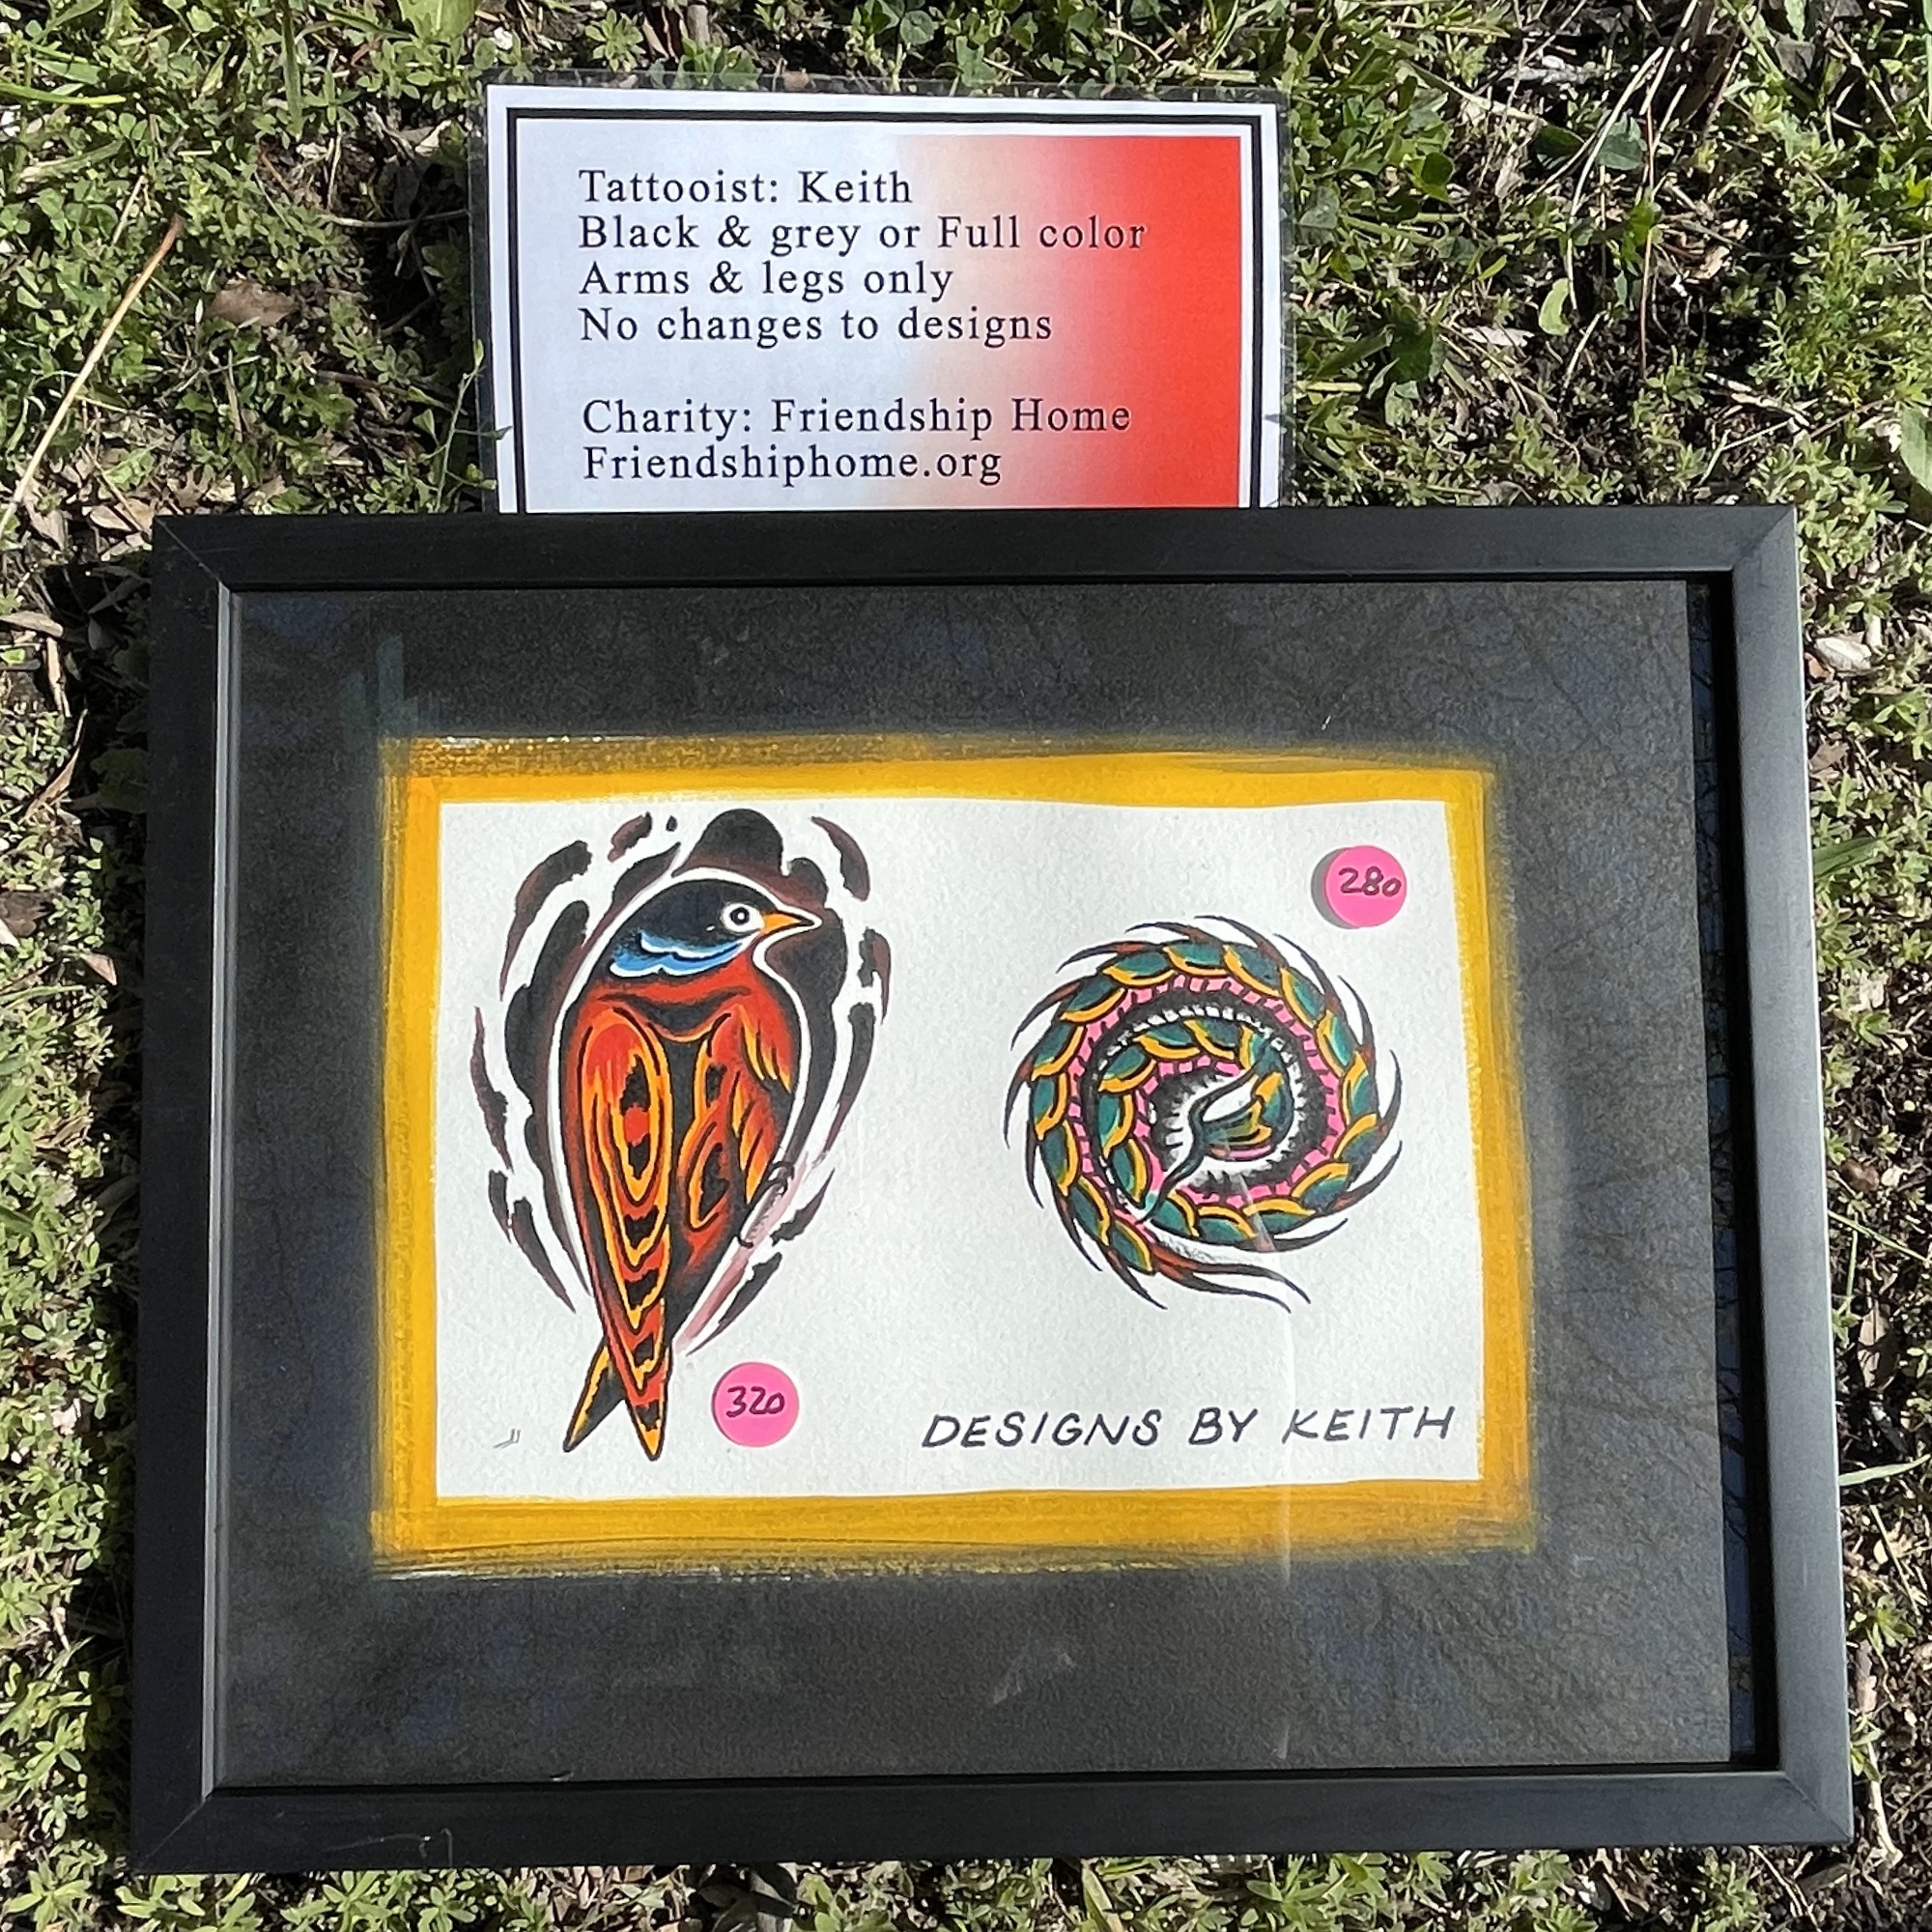 Tattooist: Keith
Black & grey or Full color
Arms & legs only
No changes to designs
Charity: Friendship Home
Friendshiphome.org
280
320
DESIGNS BY KEITH